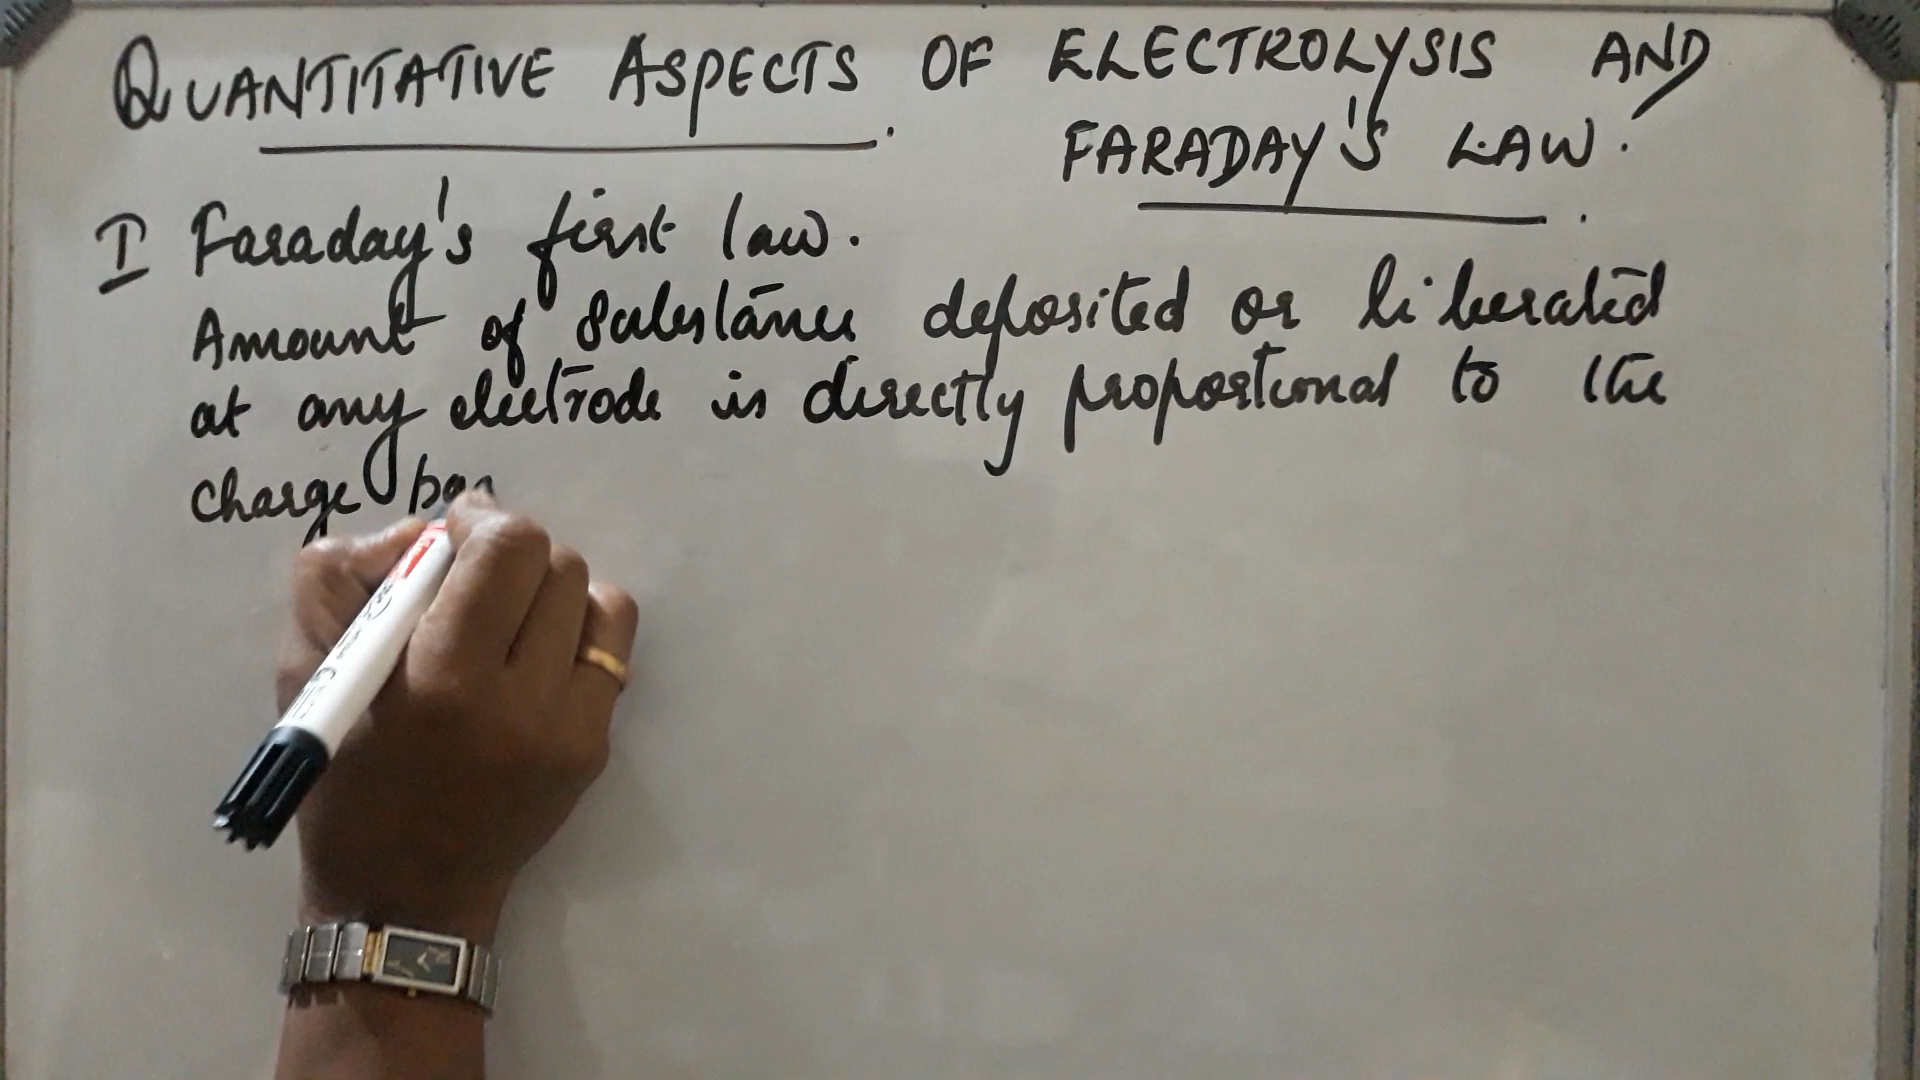 QUANTITATIVE ASPECTS OF ELECTROLYSIS AND
FARADAY'S LAW.
I Faraday's first law.
Amount of substance deposited or liberated
at any electrode is directly proportional to the
charge pas